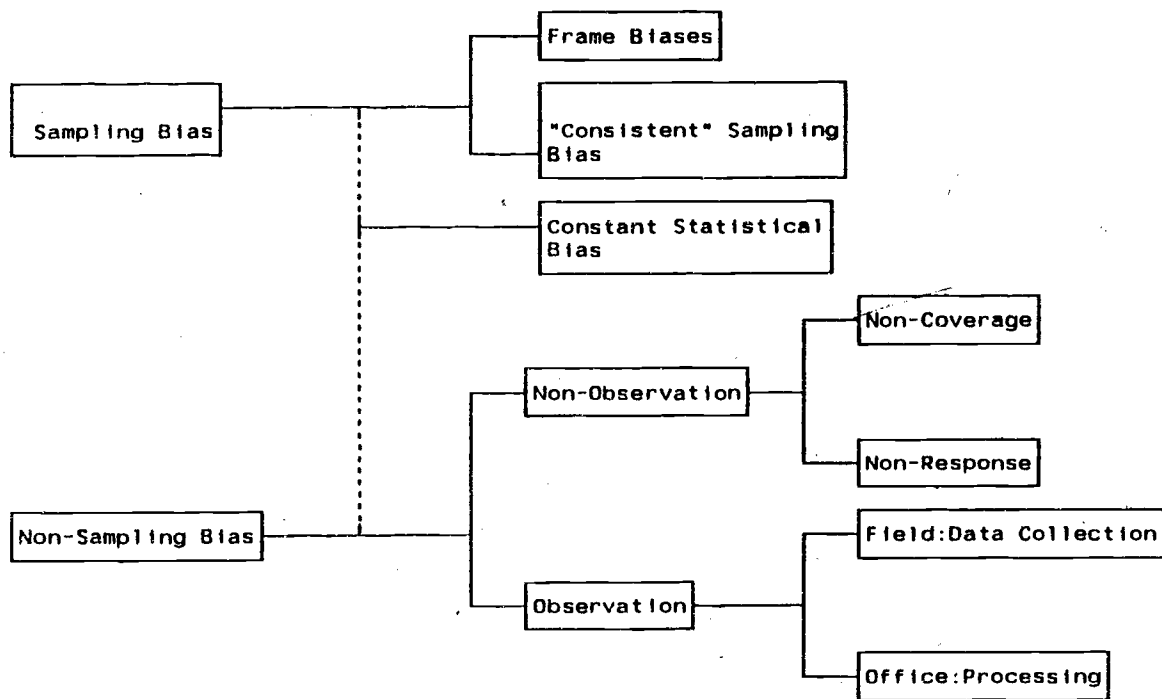 Frame Biases
Sampling Bias
"Consistent" Sampling
Bias
Constant Statistical
Bias
Non-Coverage
Non-Observation
Non-Response
Non-Sampling Bias
Field:Data Collection
Observation
Office:Processing